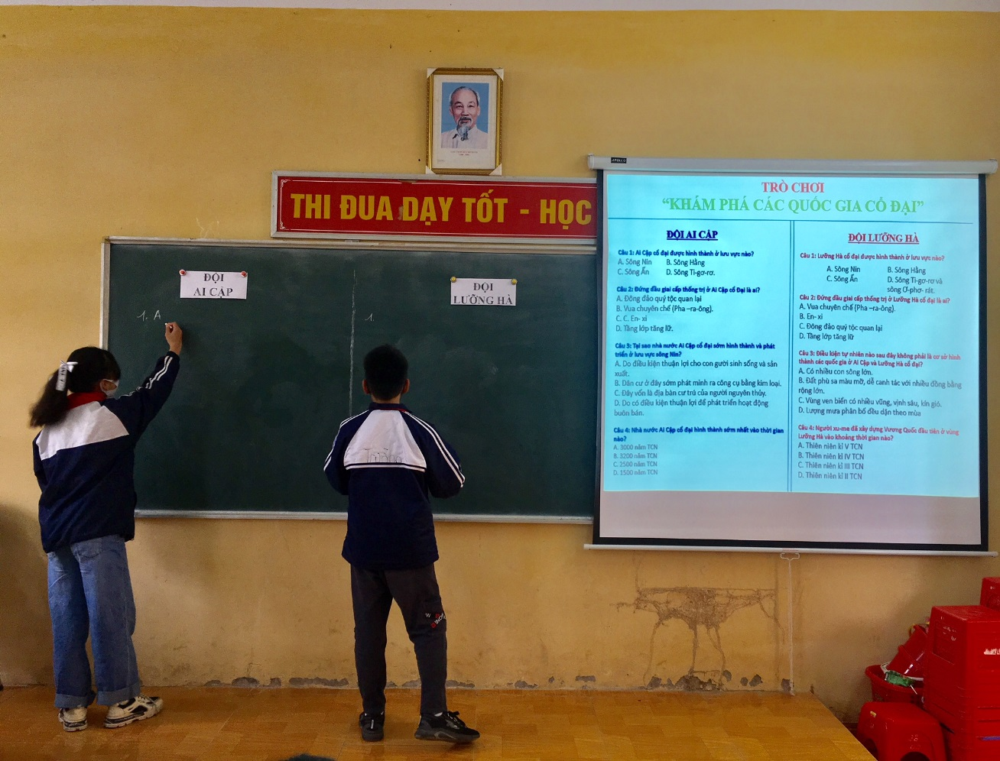 THI ĐUA DẠY TỐT - HỌC
APOLLO
TRÒ CHƠI
“KHÁM PHÁ CÁC QUỐC GIA CỔ ĐẠI”
ĐỘI AI CẬP
Câu 1: Ai Cập cổ đại được hình thành ở lưu vực nào?
A. Sông Nin B. Sông Hằng
C. Sông Ấn D. Sông Ti-gơ-rơ.
Câu 2: Đứng đầu giai cấp thống trị ở Ai Cập cổ Đại là ai?
A. Đông đảo quý tộc quan lại
B. Vua chuyên chế (Pha –ra-ông).
C. C. En- xi
D. Tầng lớp tăng lữ.
Câu 3: Tại sao nhà nước Ai Cập cổ đại sớm hình thành và phát
triển ở lưu vực sông Nin?
A. Do điều kiện thuận lợi cho con người sinh sống và sản
xuất.
B. Dân cư ở đây sớm phát minh ra công cụ bằng kim loại.
C. Đây vốn là địa bàn cư trú của người nguyên thủy.
D. Do có điều kiện thuận lợi để phát triển hoạt động
buôn bán.
Câu 4: Nhà nước Ai Cập cổ đại hình thành sớm nhất vào thời gian
nào?
A. 3000 năm TCN
B. 3200 năm TCN
C. 2500 năm TCN
D. 1500 năm TCN
ĐỘI LƯỠNG HÀ
Câu 1: Lưỡng Hà cổ đại được hình thành ở lưu vực nào?
A. Sông Nin B. Sông Hằng
C. Sông Ấn D. Sông Ti-gơ-rơ và
sông Ơ-phơ- rát.
Câu 2: Đứng đầu giai cấp thống trị ở Lưỡng Hà cổ đại là ai?
A. Vua chuyên chế (Pha –ra-ông).
B. En- xi
C. Đông đảo quý tộc quan lại
D. Tầng lớp tăng lữ
Câu 3: Điều kiện tự nhiên nào sau đây không phải là cơ sở hình
thành các quốc gia ở Ai Cập và Lưỡng Hà cổ đại?
A. Có nhiều con sông lớn.
B. Đất phù sa màu mỡ, dễ canh tác với nhiều đồng bằng
rộng lớn.
C. Vùng ven biển có nhiều vũng, vịnh sâu, kín gió.
D. Lượng mưa phân bố đều dặn theo mùa
Câu 4: Người xu-me đã xây dựng Vương Quốc đầu tiên ở vùng
Lưỡng Hà vào khoảng thời gian nào?
A. Thiên niên kỉ V TCN
B. Thiên niên kỉ IV TCN
C. Thiên niên kỉ III TCN
D. Thiên niên kỉ II TCN
ĐỘI
AI CẬP
ĐỘI
LƯỠNG HÀ
1. A
1.